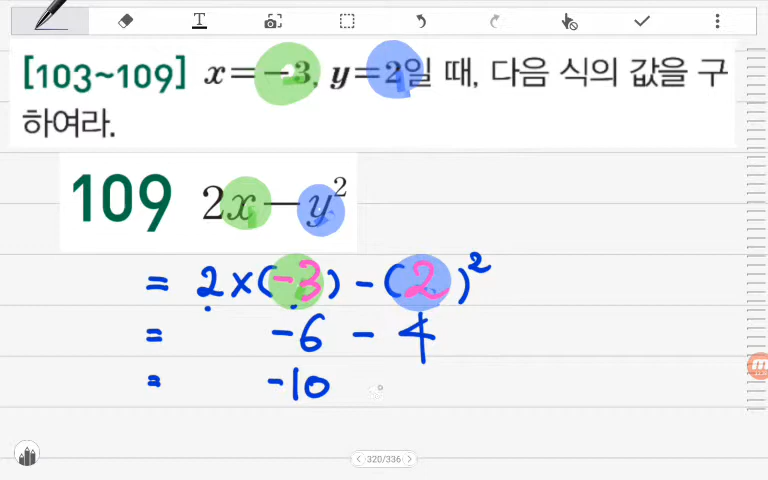 [103~109] x=-3, y=2일 때, 다음 식의 값을 구
하여라.
109 2x-y²
= 2×(-3)-(2)²
= -6-4
= -10
320/336